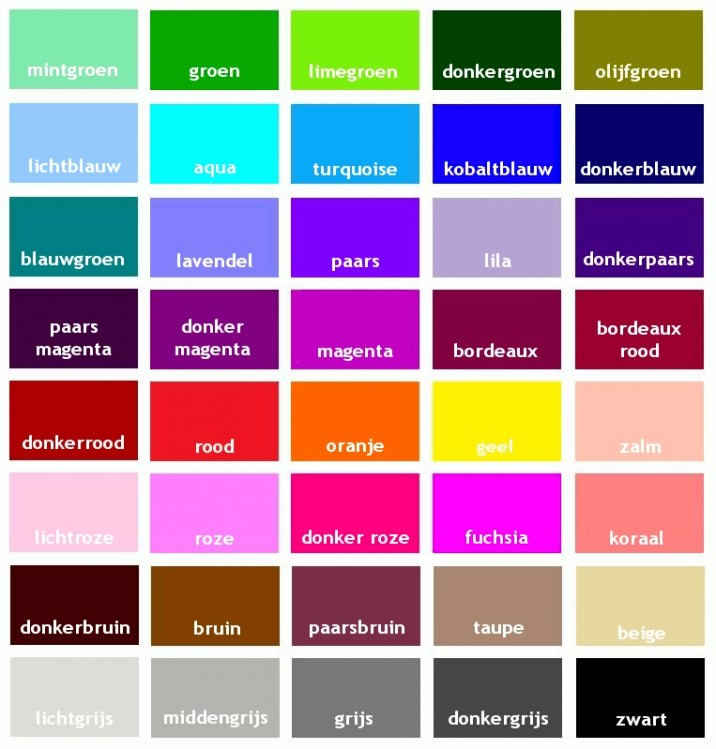 mintgroen
groen
limegroen
donkergroen
olijfgroen
lichtblauw
aqua
turquoise
kobaltblauw
donkerblauw
blauwgroen
lavendel
paars
lila
donkerpaars
paars
magenta
donker
magenta
magenta
bordeaux
bordeaux
rood
donkerrood
rood
oranje
geel
zalm
lichtroze
roze
donker roze
fuchsia
koraal
donkerbruin
bruin
paarsbruin
taupe
beige
lichtgrijs
middengrijs
grijs
donkergrijs
zwart